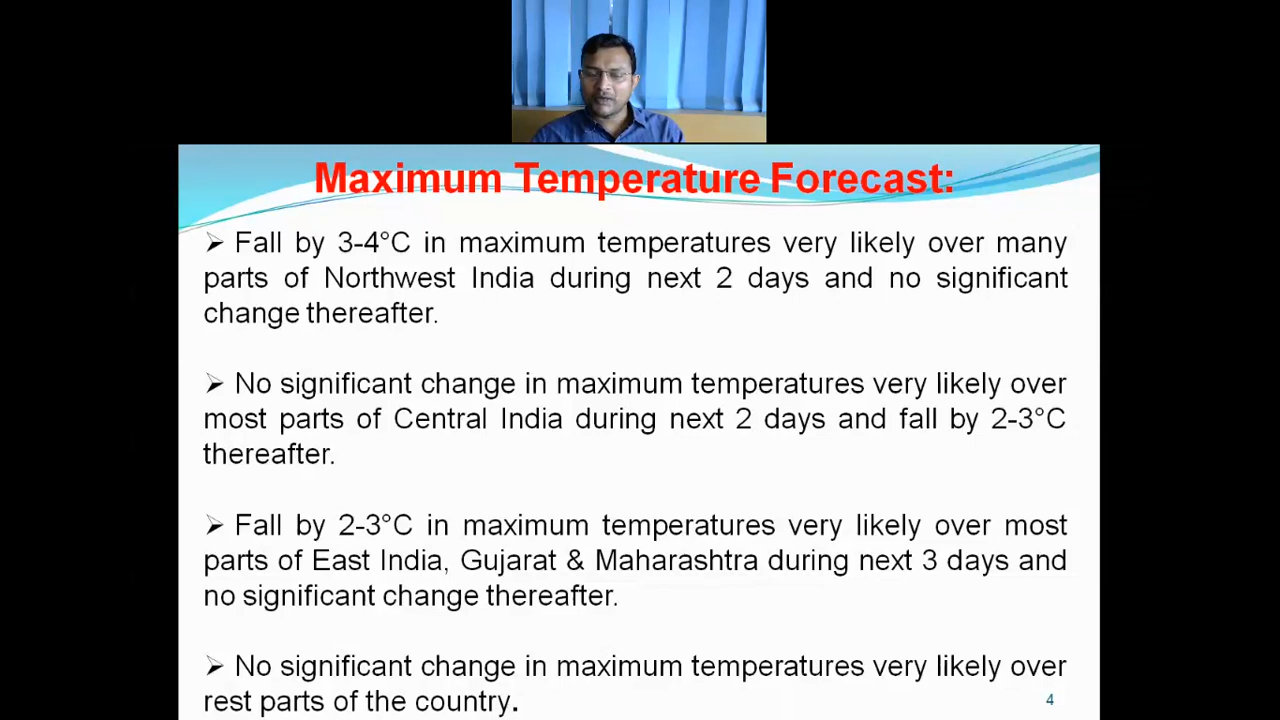 Maximum Temperature Forecast:
➢ Fall by 3-4°C in maximum temperatures very likely over many
parts of Northwest India during next 2 days and no significant
change thereafter.
➢ No significant change in maximum temperatures very likely over
most parts of Central India during next 2 days and fall by 2-3°C
thereafter.
➢ Fall by 2-3°C in maximum temperatures very likely over most
parts of East India, Gujarat & Maharashtra during next 3 days and
no significant change thereafter.
➢ No significant change in maximum temperatures very likely over
rest parts of the country.
4